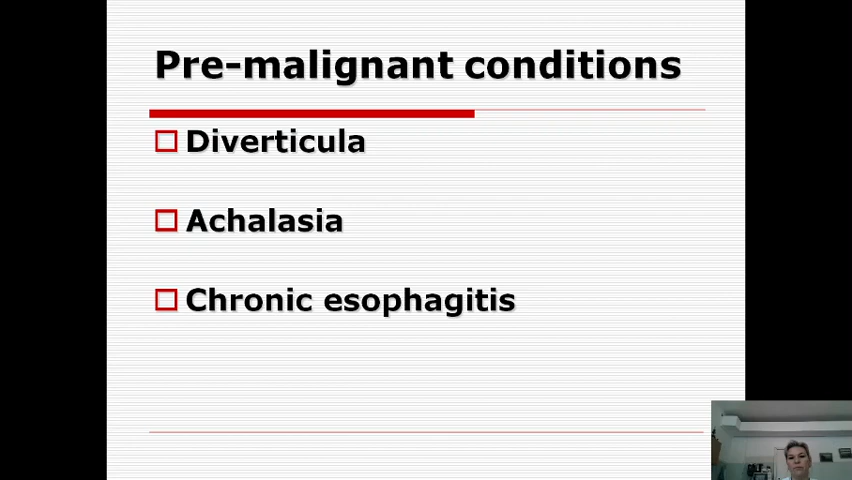 Pre-malignant conditions
Diverticula
Achalasia
Chronic esophagitis